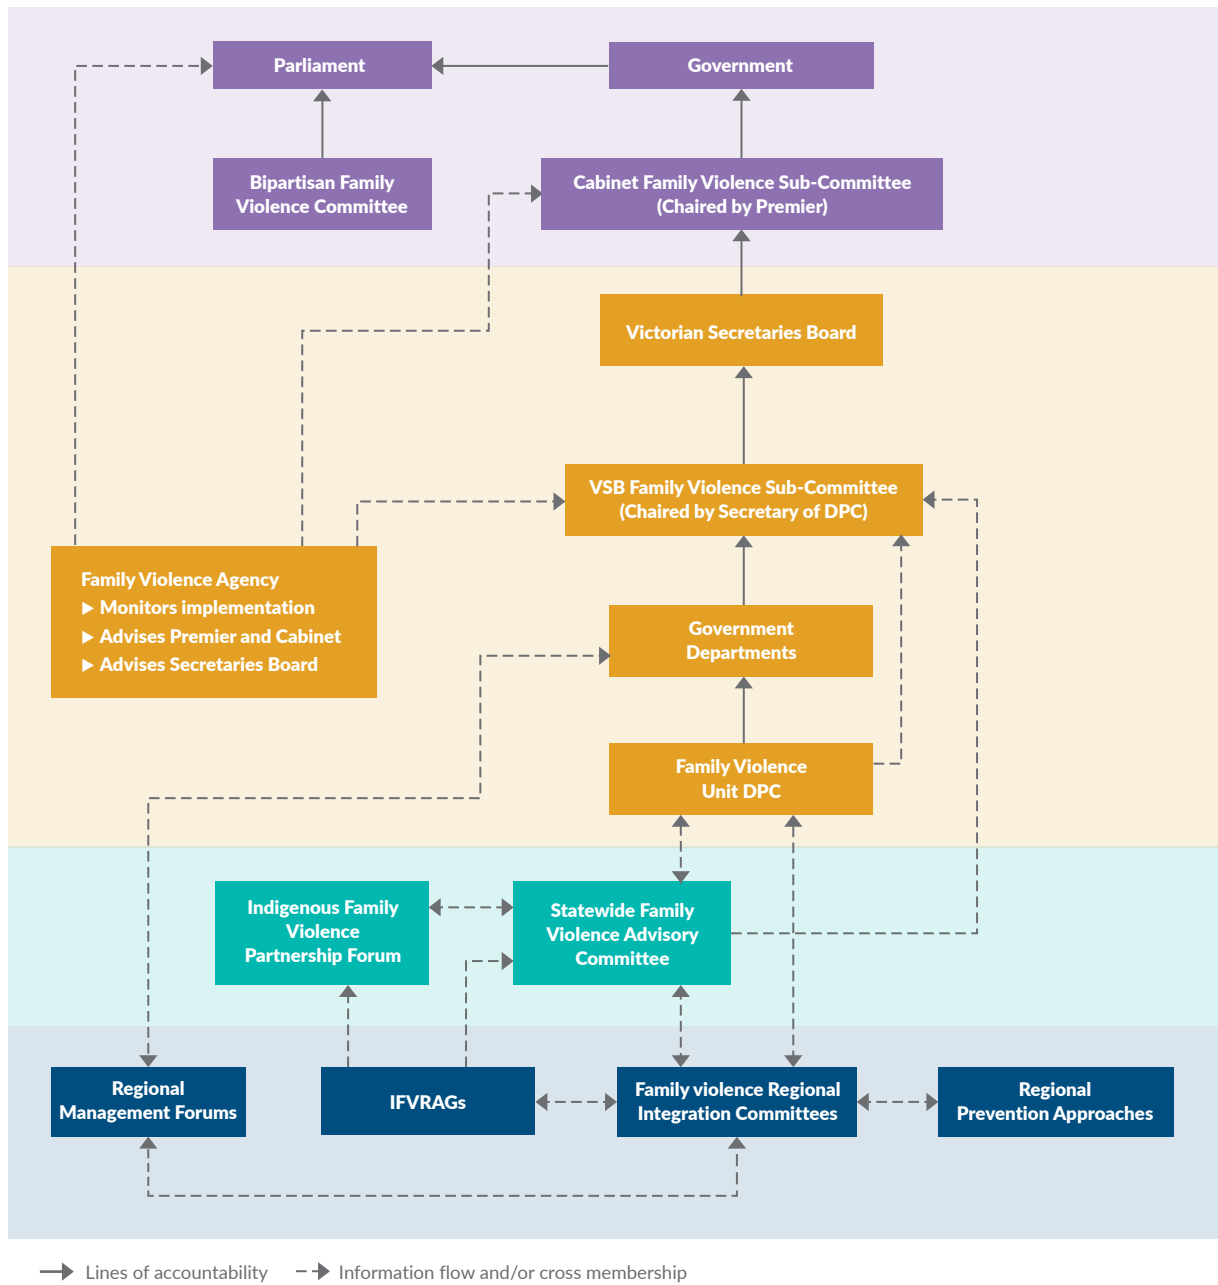 Parliament
Government
Bipartisan Family
Violence Committee
Cabinet Family Violence Sub-Committee
(Chaired by Premier)
Victorian Secretaries Board
VSB Family Violence Sub-Committee
(Chaired by Secretary of DPC)
Family Violence Agency
▶ Monitors implementation
▶ Advises Premier and Cabinet
▶ Advises Secretaries Board
Government
Departments
Family Violence
Unit DPC
Indigenous Family
Violence
Partnership Forum
Statewide Family
Violence Advisory
Committee
Regional
Management Forums
IFVRAGs
Family violence Regional
Integration Committees
Regional
Prevention Approaches
Lines of accountability
Information flow and/or cross membership